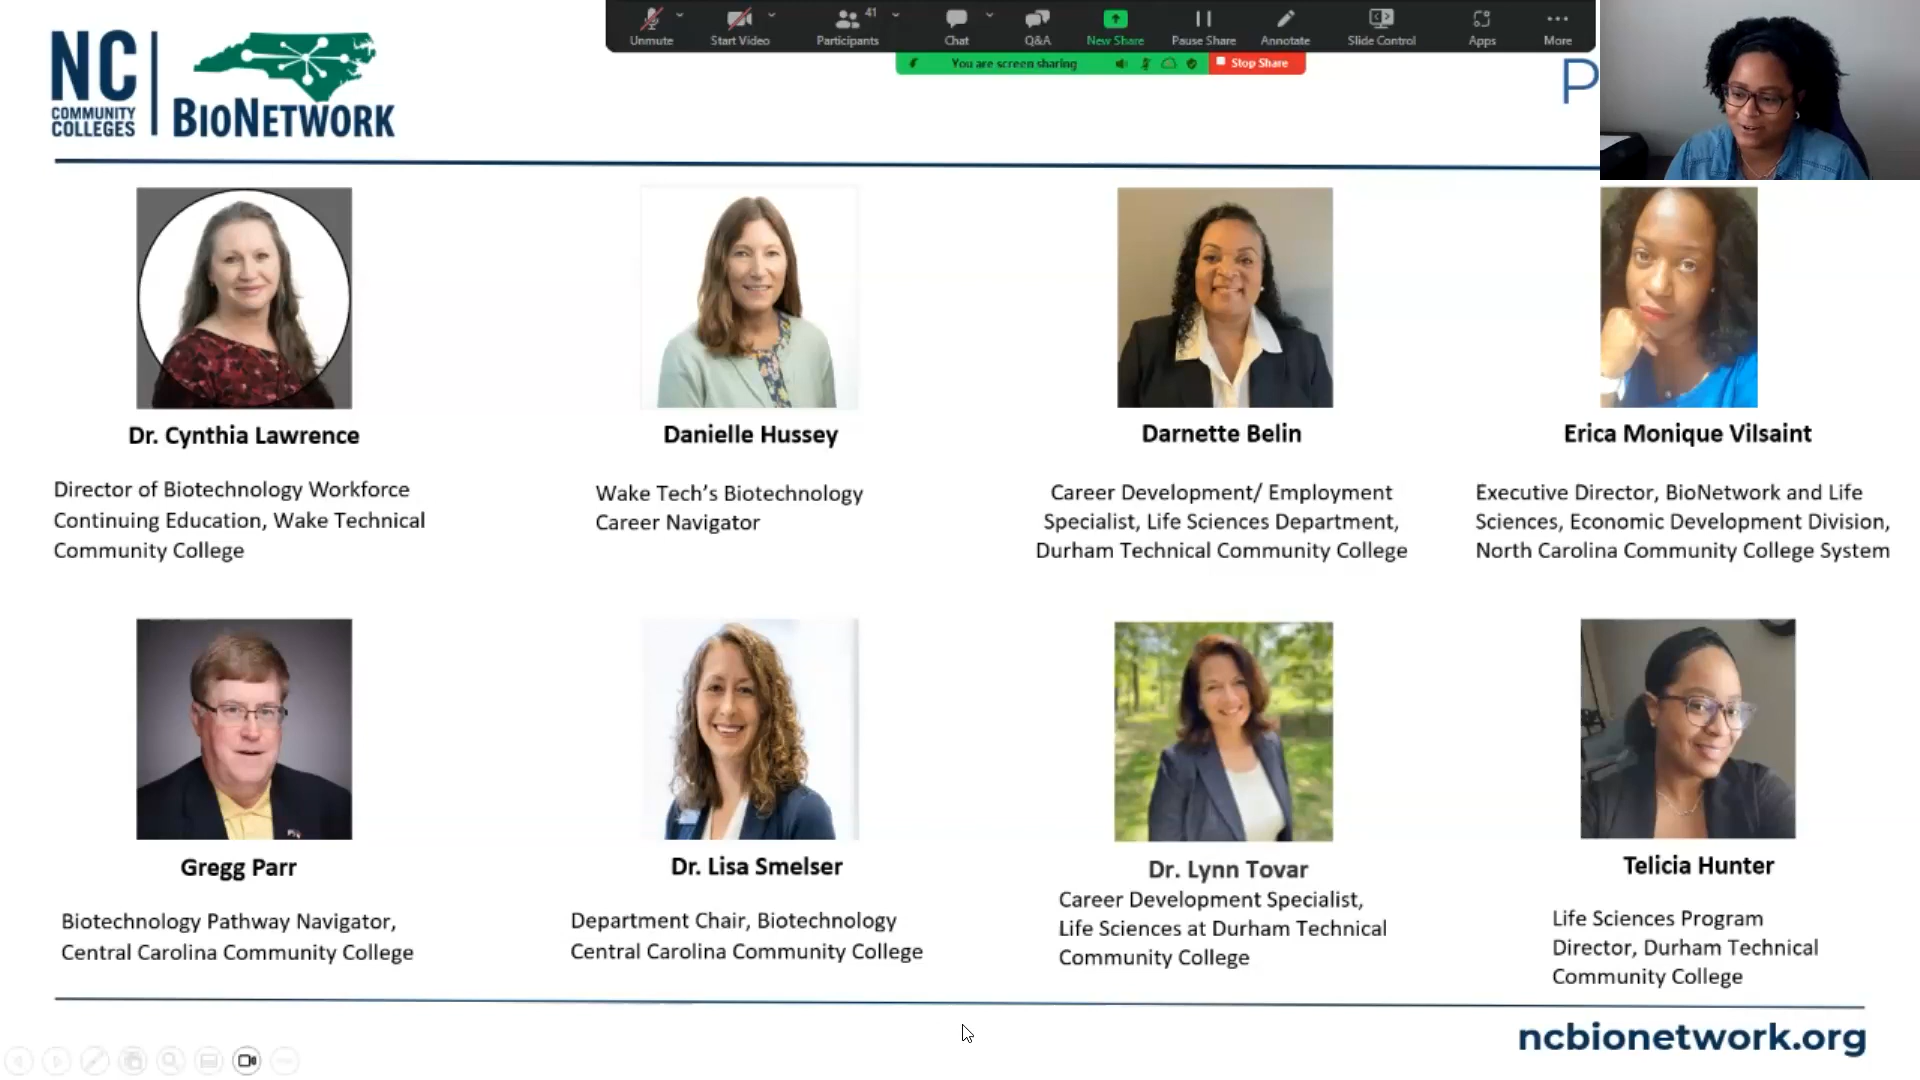 NC
COMMUNITY
COLLEGES
BIONETWORK
Unmute
Start Video
41
Participants
Chat
Q&A
New Share
Pause Share
Annotate
Slide Control
Apps
More
You are screen sharing
Stop Share
P
Dr. Cynthia Lawrence
Director of Biotechnology Workforce
Continuing Education, Wake Technical
Community College
Danielle Hussey
Wake Tech’s Biotechnology
Career Navigator
Darnette Belin
Career Development/ Employment
Specialist, Life Sciences Department,
Durham Technical Community College
Erica Monique Vilsaint
Executive Director, BioNetwork and Life
Sciences, Economic Development Division,
North Carolina Community College System
Gregg Parr
Biotechnology Pathway Navigator,
Central Carolina Community College
Dr. Lisa Smelser
Department Chair, Biotechnology
Central Carolina Community College
Dr. Lynn Tovar
Career Development Specialist,
Life Sciences at Durham Technical
Community College
Telicia Hunter
Life Sciences Program
Director, Durham Technical
Community College
ncbionetwork.org